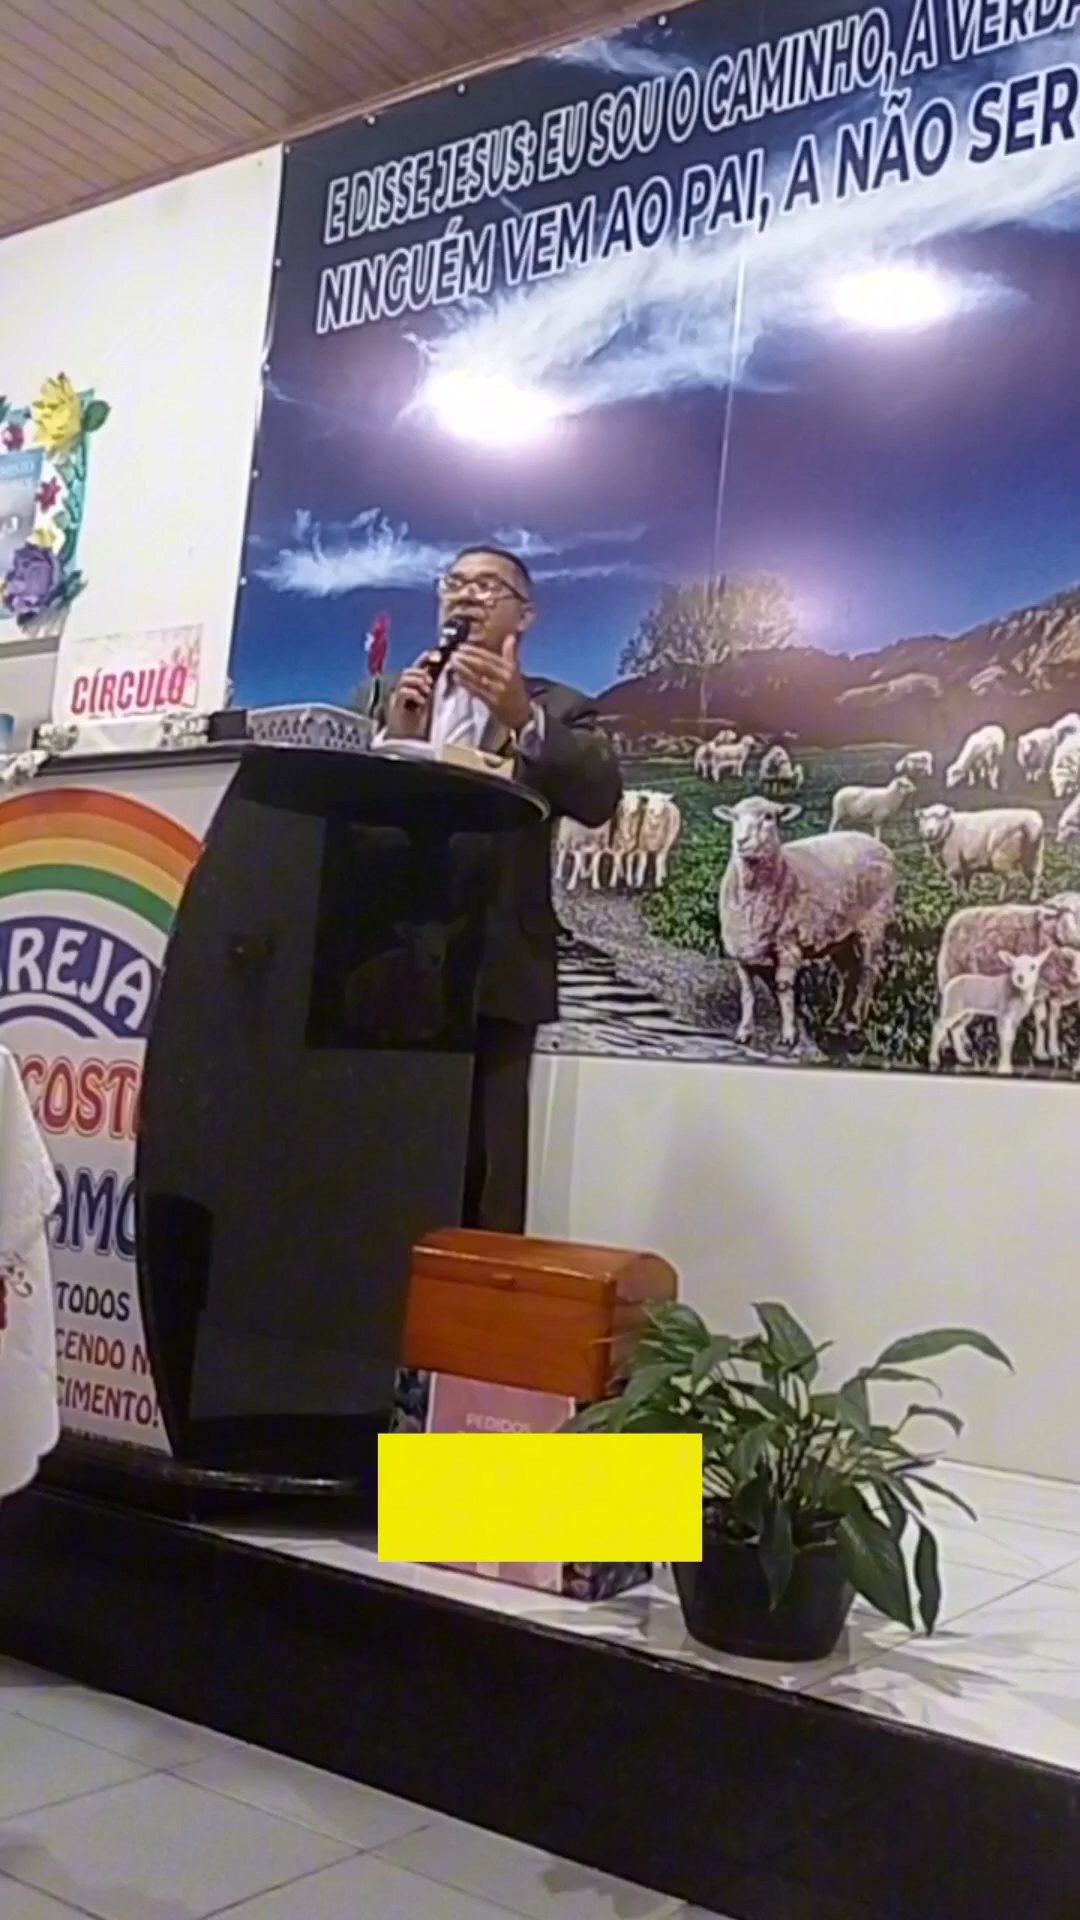 E DISSE JESUS: EU SOU O CAMINHO, A VERDA
NINGUÉM VEM AO PAI, A NÃO SER
CÍRCULO
REJA
COST
AMO
TODOS
CENDO N
CIMENTO!
PEDIDOS